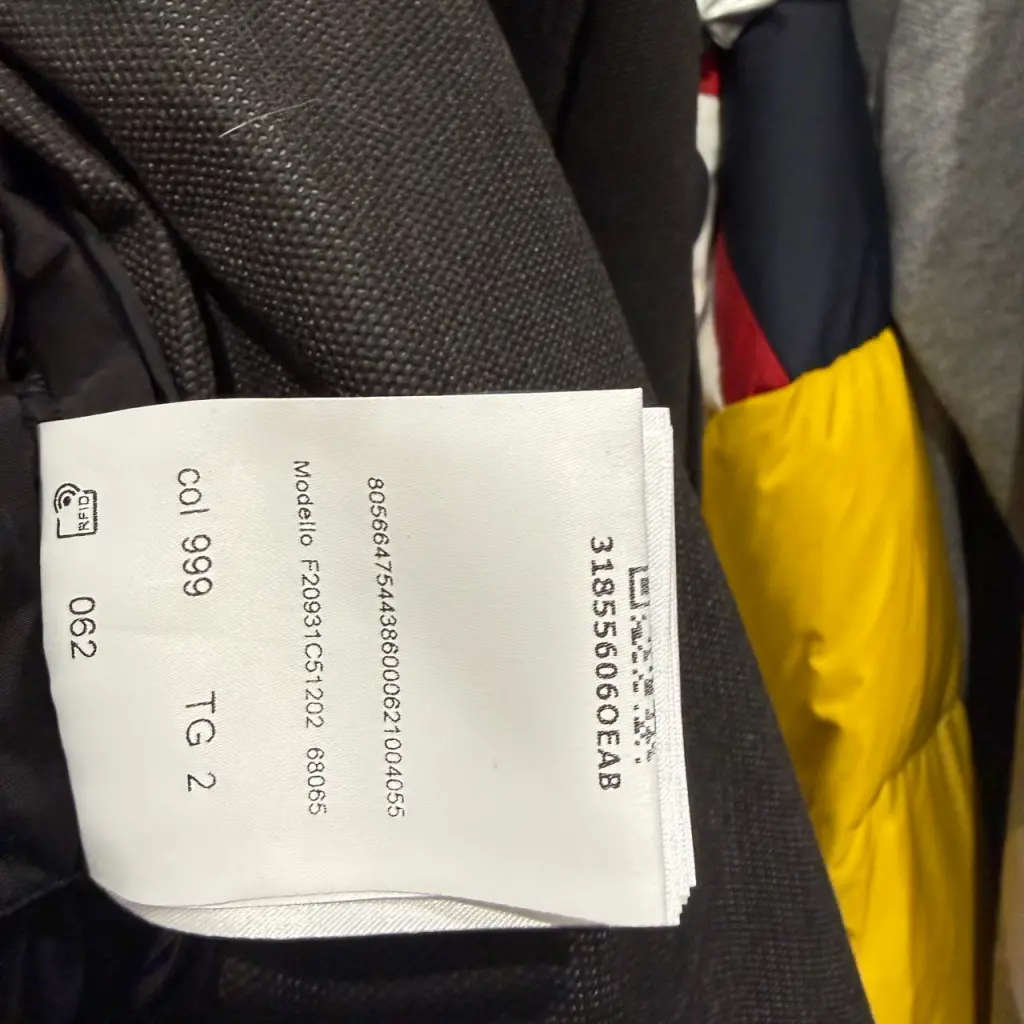 318556060EAB
8056647544386000621004055
Modello F20931C51202 68065
col 999 TG 2
RFID 062